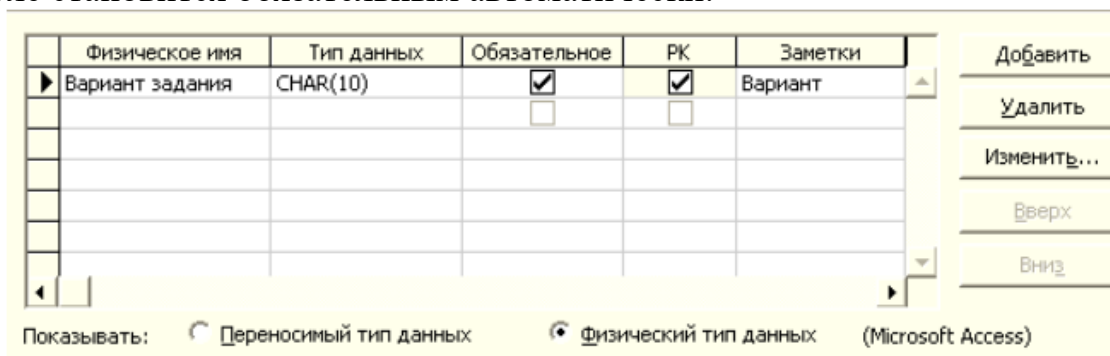 Физическое имя Тип данных Обязательное РК Заметки Добавить
Вариант задания CHAR(10) Вариант
Удалить
Изменить...
Вверх
Вниз
Показывать: Переносимый тип данных Физический тип данных (Microsoft Access)